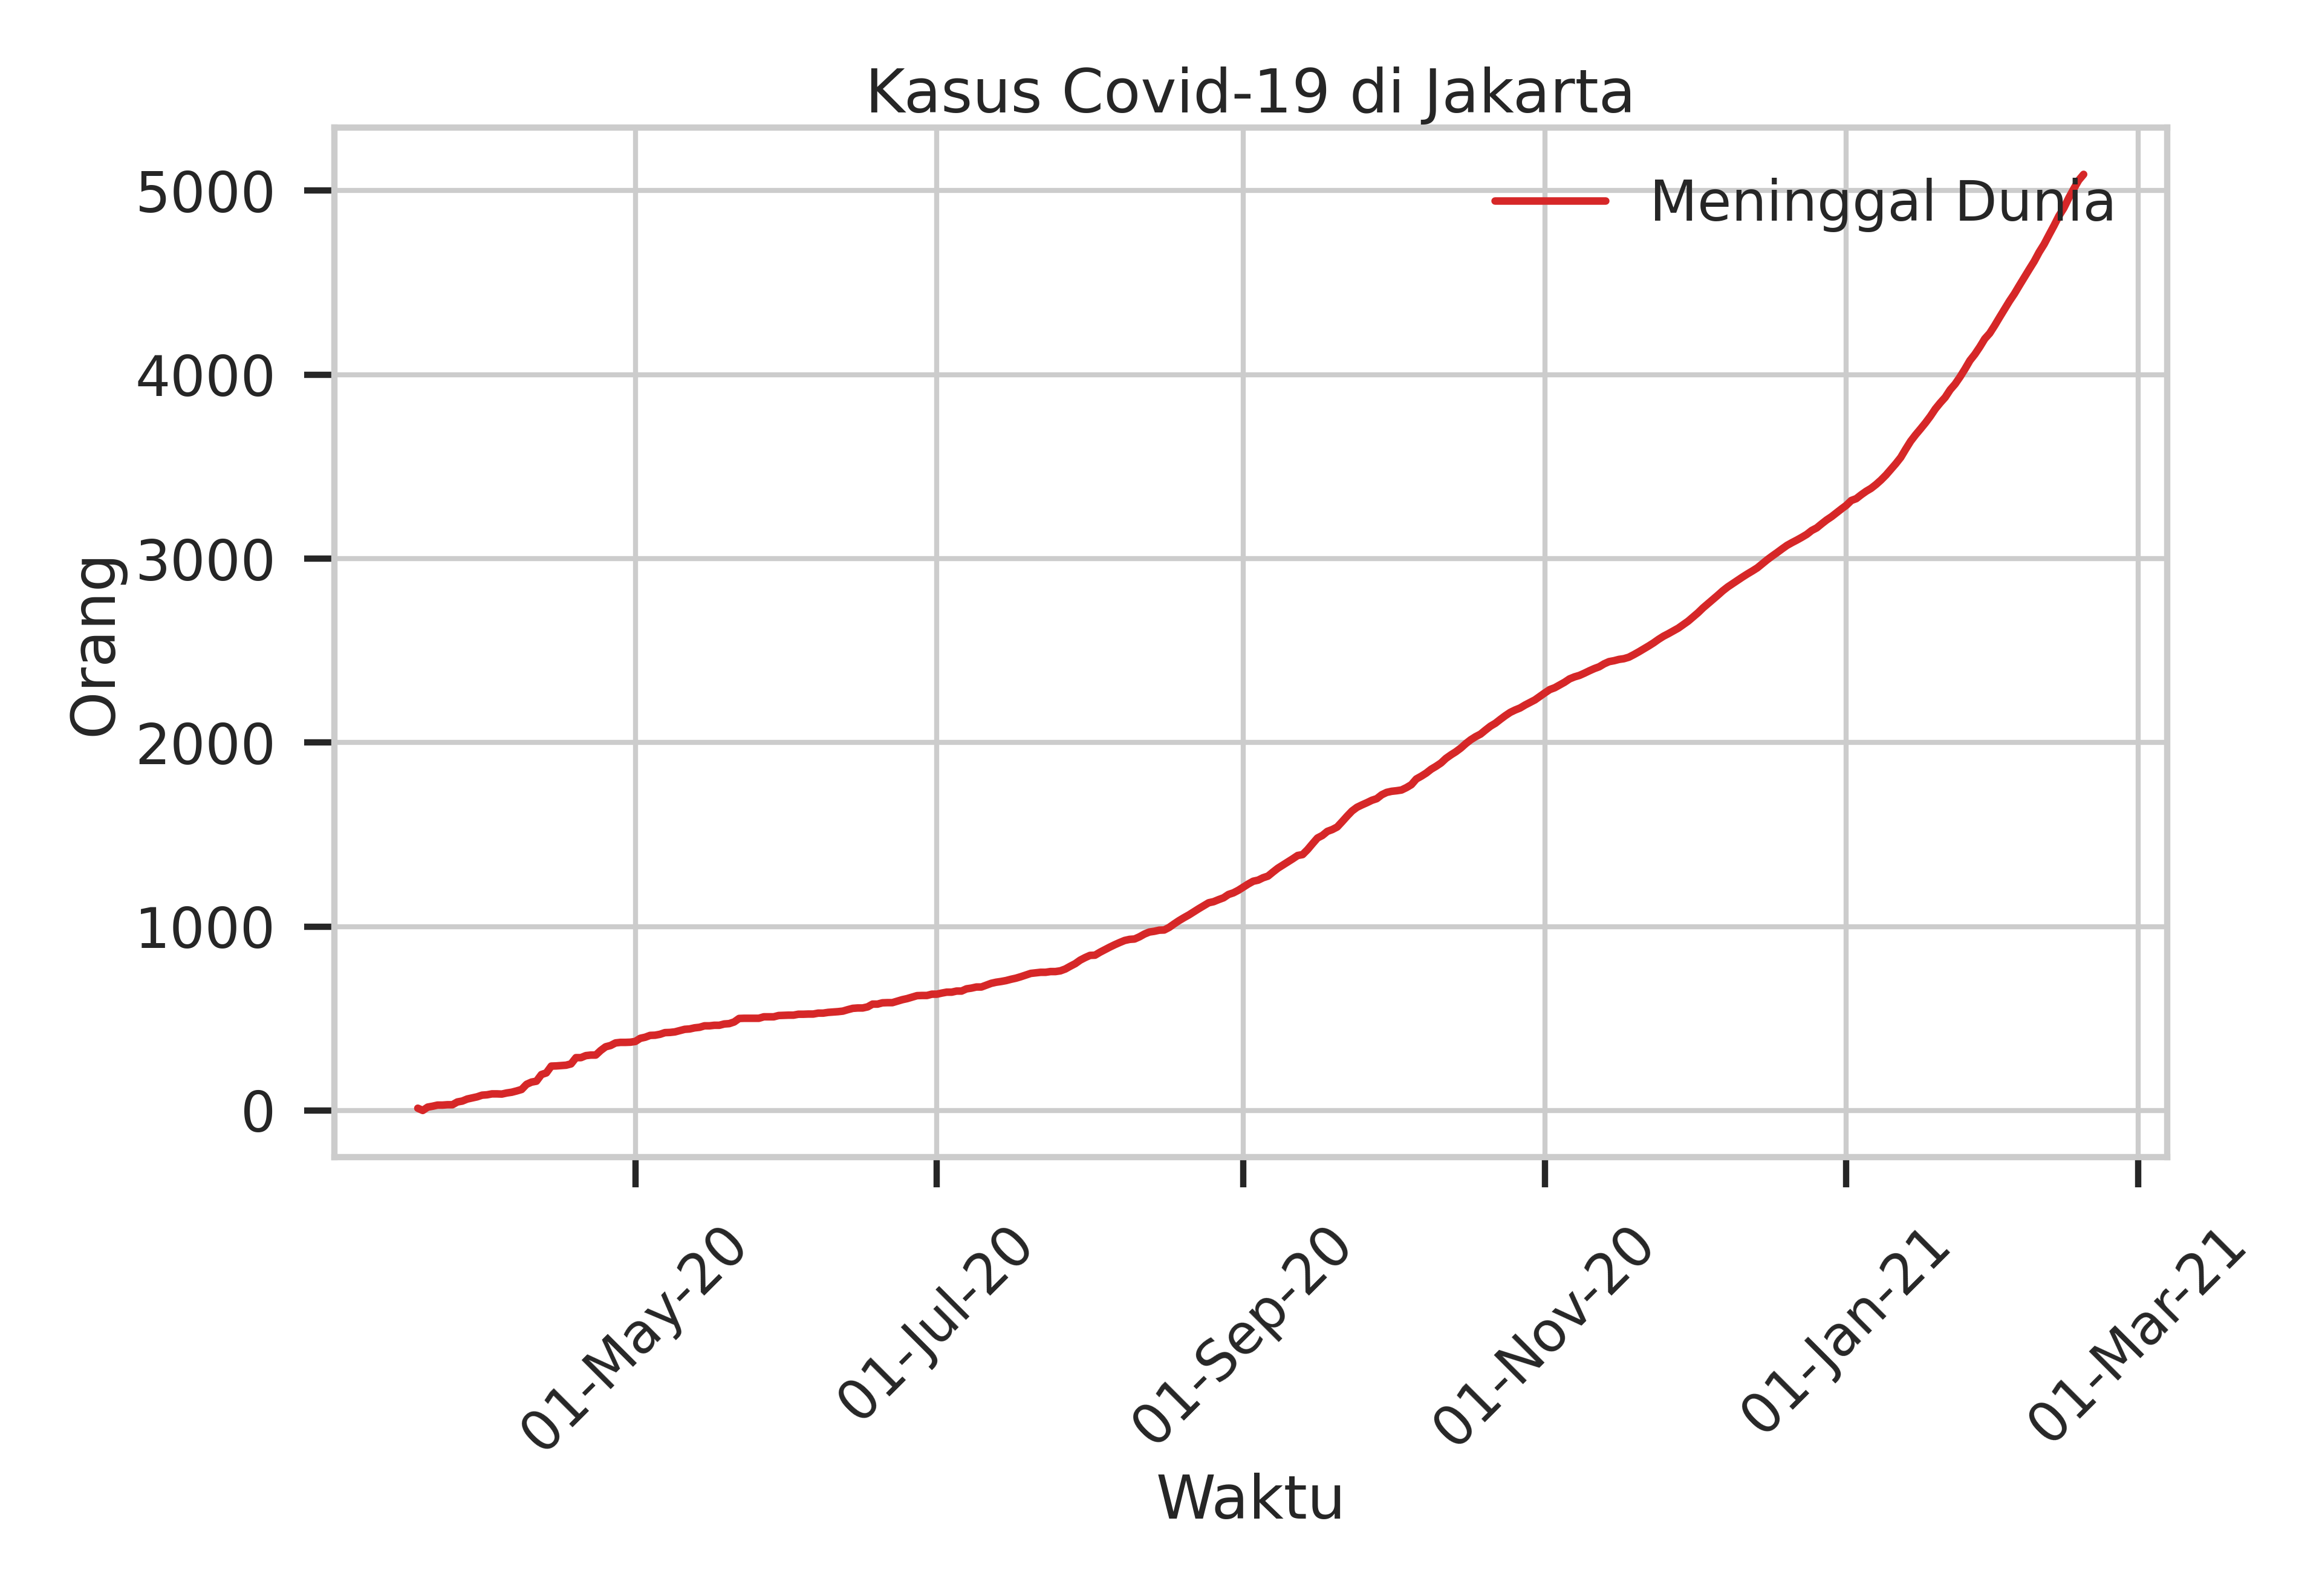 Kasus Covid-19 di Jakarta
Meninggal Dunia
5000
4000
3000
2000
1000
0
Orang
01-May-20
01-Jul-20
01-Sep-20
01-Nov-20
01-Jan-21
01-Mar-21
Waktu